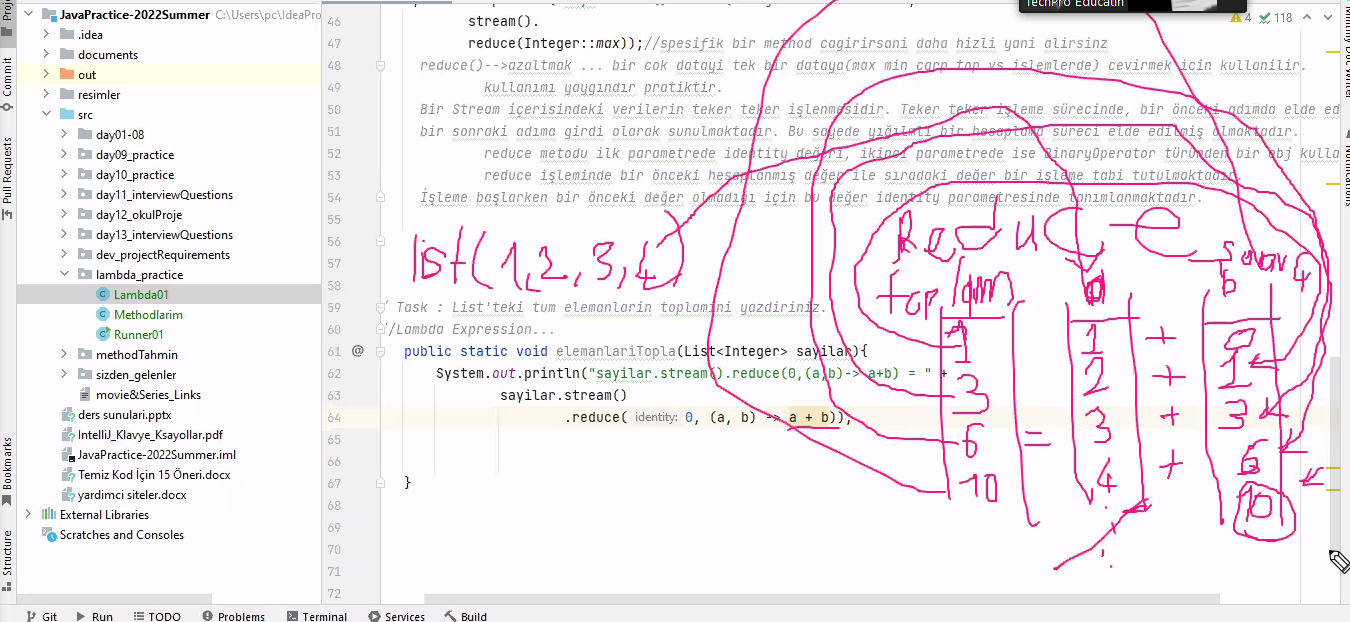 TechPro Educatin
JavaPractice-2022Summer C:\Users\pc\IdeaPro
.idea
documents
out
resimler
src
day01-08
day09_practice
day10_practice
day11_interviewQuestions
day12_okulProje
day13_interviewQuestions
dev_projectRequirements
lambda_practice
Lambda01
Methodlarim
Runner01
methodTahmin
sizden_gelenler
movie&Series_Links
ders sunulari.pptx
IntelliJ_Klavye_Ksayollar.pdf
JavaPractice-2022Summer.iml
Temiz Kod İçin 15 Öneri.docx
yardimci siteler.docx
External Libraries
Scratches and Consoles
Commit
Pull Requests
Bookmarks
Structure
4 118
46 stream().
47 reduce(Integer::max));//spesifik bir method cagirirsani daha hizli yani alirsinz
48 reduce()-->azaltmak ... bir cok datayi tek bir dataya(max min carp top vs işlemlerde) cevirmek icin kullanilir.
49 kullanımı yaygındır pratiktir.
50 Bir Stream içerisindeki verilerin teker teker işlenmesidir. Teker teker işleme sürecinde, bir önceki adımda elde ed
51 bir sonraki adıma girdi olarak sunulmaktadır. Bu sayede yığılmlı bir hesaplama süreci elde edilmiş olmaktadır.
52 reduce metodu ilk parametrede identity değeri, ikinci parametrede ise BinaryOperator türünden bir obj kulla
53 reduce işleminde bir önceki hesaplanmış değer ile sıradaki değer bir işleme tabi tutulmaktadır.
54 İşleme başlarken bir önceki değer olmadığı için bu değer identity parametresinde tanımlanmaktadır.
55
56
57
58
59 Task : List'teki tum elemanlarin toplamini yazdiriniz.
60 /Lambda Expression...
61 @ public static void elemanlariTopla(List<Integer> sayilar){
62 System.out.println("sayilar.stream().reduce(0,(a,b)-> a+b) = " +
63 sayilar.stream()
64 .reduce( identity: 0, (a, b) -> a + b));
65
66
67 }
68
69
70
71
72
list(1,2,3,4)
Reduce
toplam
b
1 = 1 + 0
3 2 + 1
6 3 + 3
10 4 + 6
10
Git Run TODO Problems Terminal Services Build